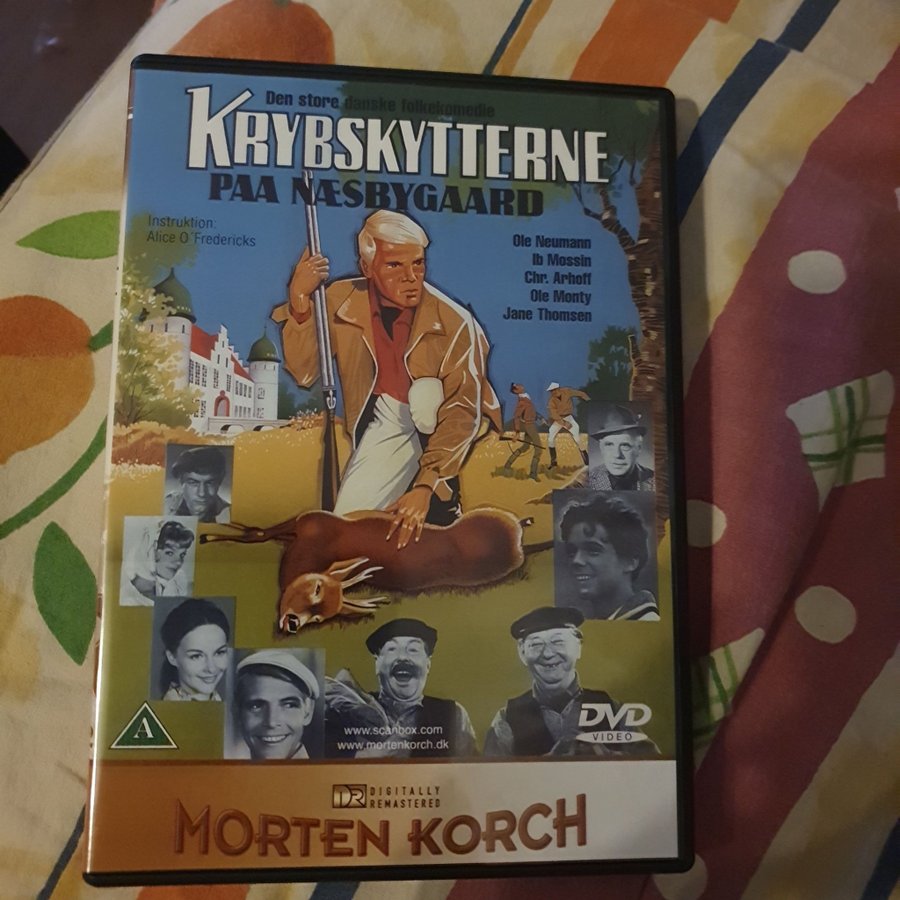 Den store danske folkekomedie
KRYBSKYTTERNE
PAA NÆSBYGAARD
Instruktion:
Alice O´Fredericks
Ole Neumann
Ib Mossin
Chr. Arhoff
Ole Monty
Jane Thomsen
A
www.scanbox.com
www.mortenkorch.dk
DVD
VIDEO
DR DIGITALLY
REMASTERED
MORTEN KORCH